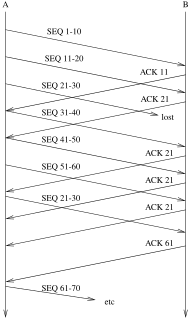 A B
SEQ 1-10
SEQ 11-20
ACK 11
SEQ 21-30
ACK 21
lost
SEQ 31-40
SEQ 41-50
ACK 21
SEQ 51-60
ACK 21
SEQ 21-30
ACK 21
ACK 61
SEQ 61-70
etc